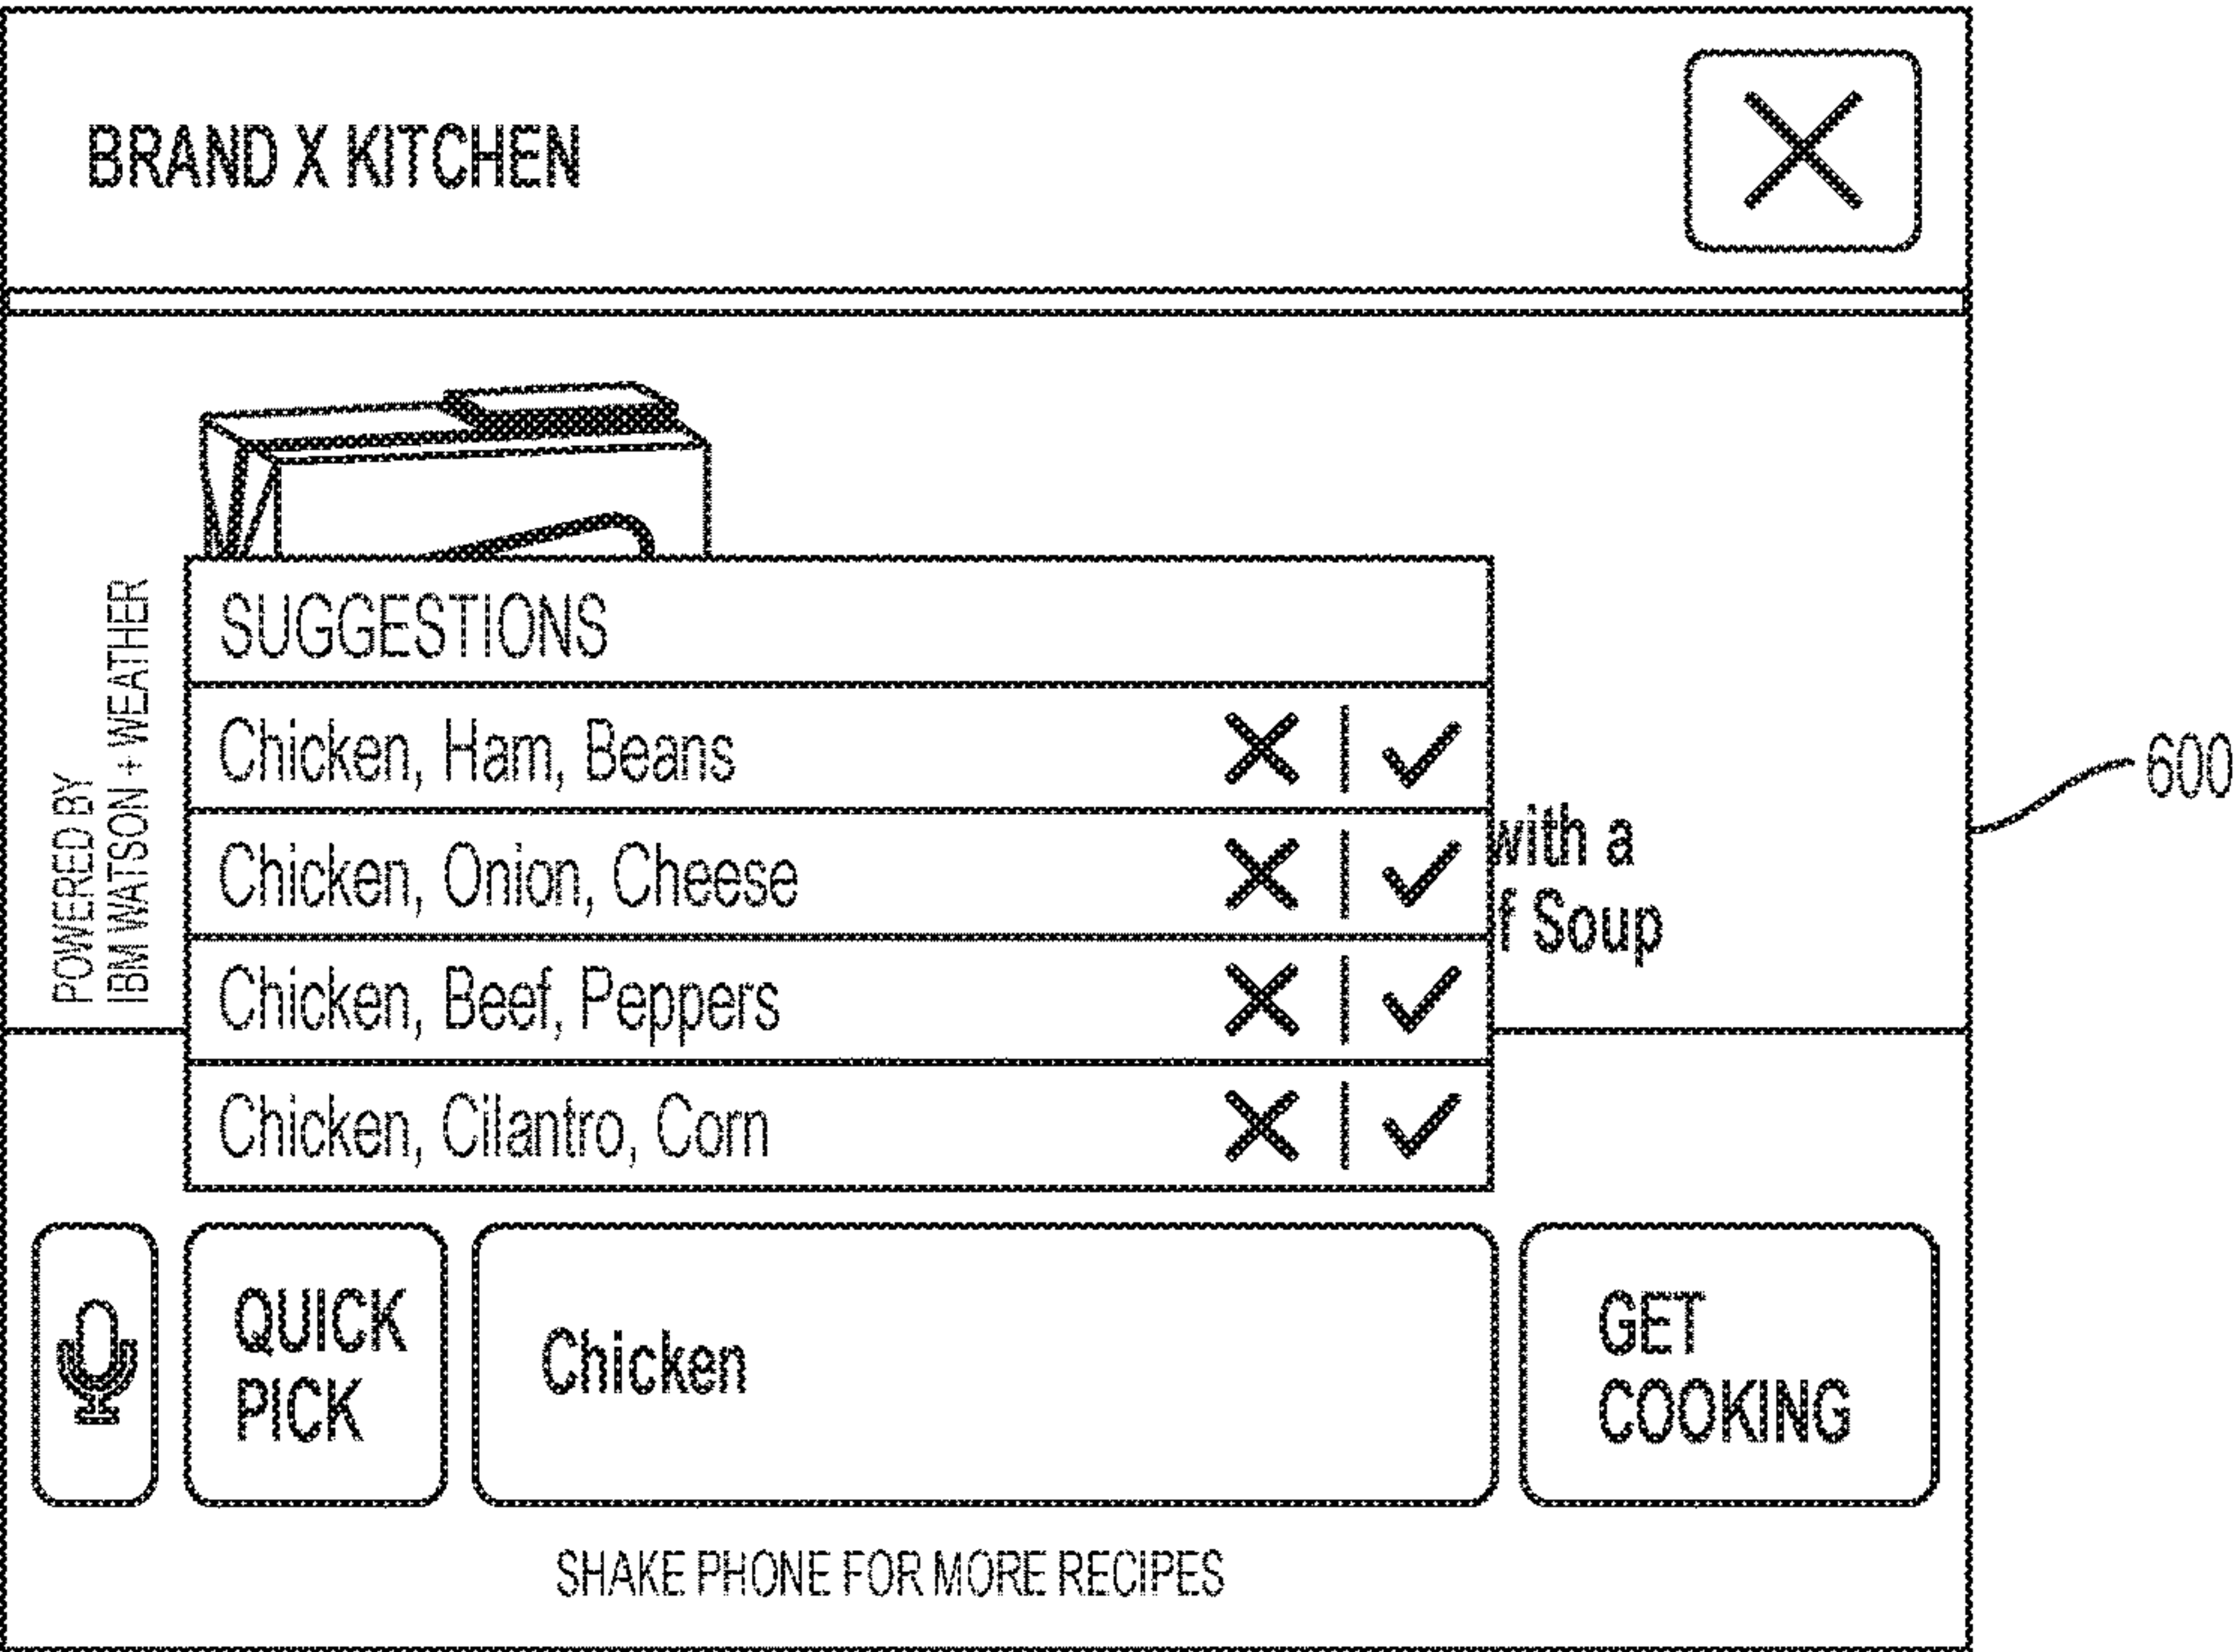 BRAND X KITCHEN
POWERED BY
IBM WATSON + WEATHER
SUGGESTIONS
Chicken, Ham, Beans
Chicken, Onion, Cheese
Chicken, Beef, Peppers
Chicken, Cilantro, Corn
with a
f Soup
600
QUICK
PICK
Chicken
GET
COOKING
SHAKE PHONE FOR MORE RECIPES